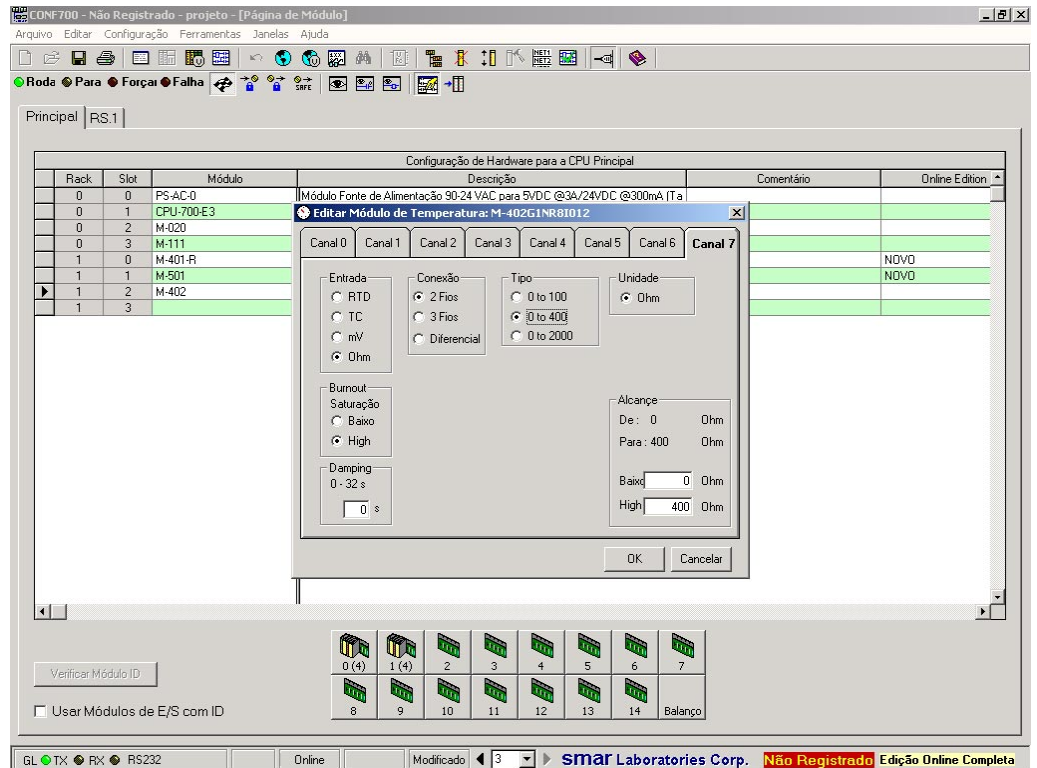 CONF700 - Não Registrado - projeto - [Página de Módulo]
Arquivo Editar Configuração Ferramentas Janelas Ajuda
Roda Para Forçar Falha SAFE
NET1
NET2
Principal RS.1
Configuração de Hardware para a CPU Principal
Rack Slot Módulo Descrição Comentário Online Edition
0 0 PS-AC-0 Módulo Fonte de Alimentação 90-24 VAC para 5VDC @3A/24VDC @300mA (Ta
0 1 CPU-700-E3
0 2 M-020
0 3 M-111
1 0 M-401-R NOVO
1 1 M-501 NOVO
1 2 M-402
1 3
Editar Módulo de Temperatura: M-402G1NR8I012
Canal 0 Canal 1 Canal 2 Canal 3 Canal 4 Canal 5 Canal 6 Canal 7
Entrada
RTD
TC
mV
Ohm
Conexão
2 Fios
3 Fios
Diferencial
Tipo
0 to 100
0 to 400
0 to 2000
Unidade
Ohm
Burnout
Saturação
Baixo
High
Damping
0 - 32 s
0 s
Alcançe
De : 0 Ohm
Para : 400 Ohm
Baixo 0 Ohm
High 400 Ohm
OK Cancelar
Verificar Módulo ID
Usar Módulos de E/S com ID
0 (4) 1 (4) 2 3 4 5 6 7
8 9 10 11 12 13 14 Balanço
GL TX RX RS232 Online Modificado 3 smar Laboratories Corp. Não Registrado Edição Online Completa